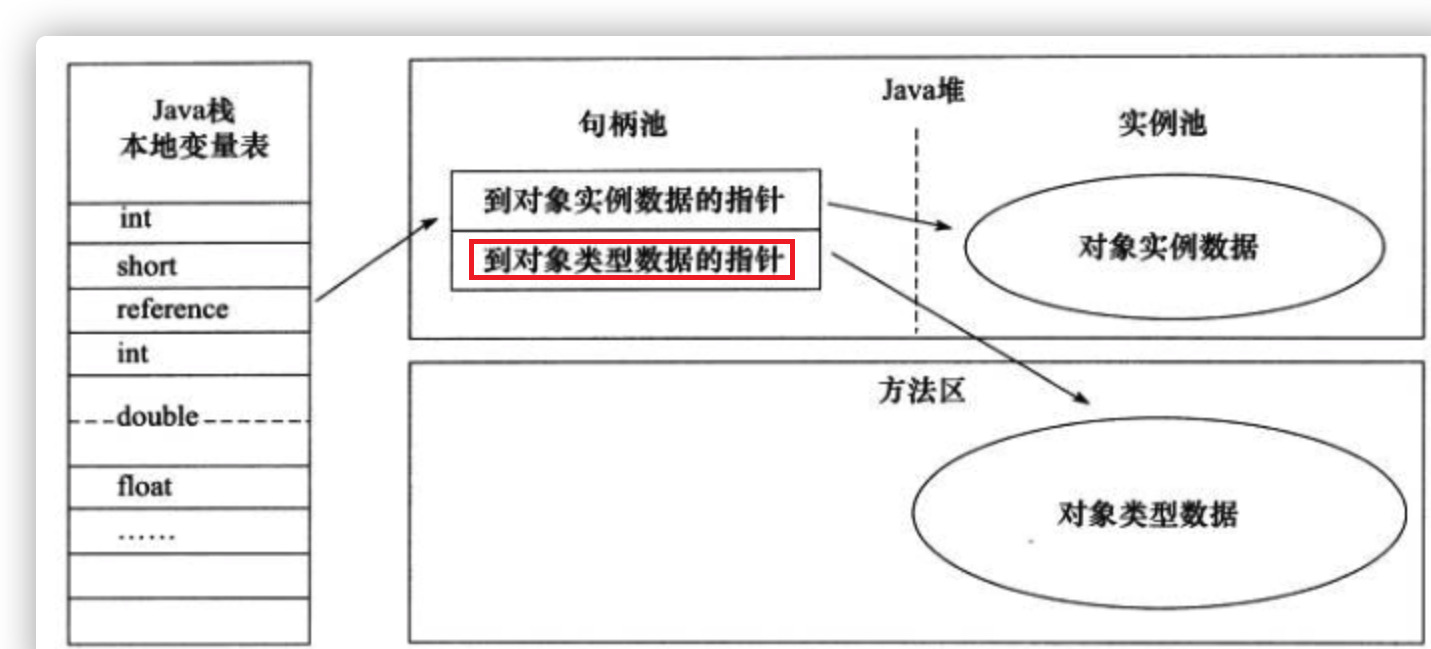 Java栈
本地变量表
int
short
reference
int
double
float
……
Java堆
句柄池
实例池
到对象实例数据的指针
到对象类型数据的指针
对象实例数据
方法区
对象类型数据